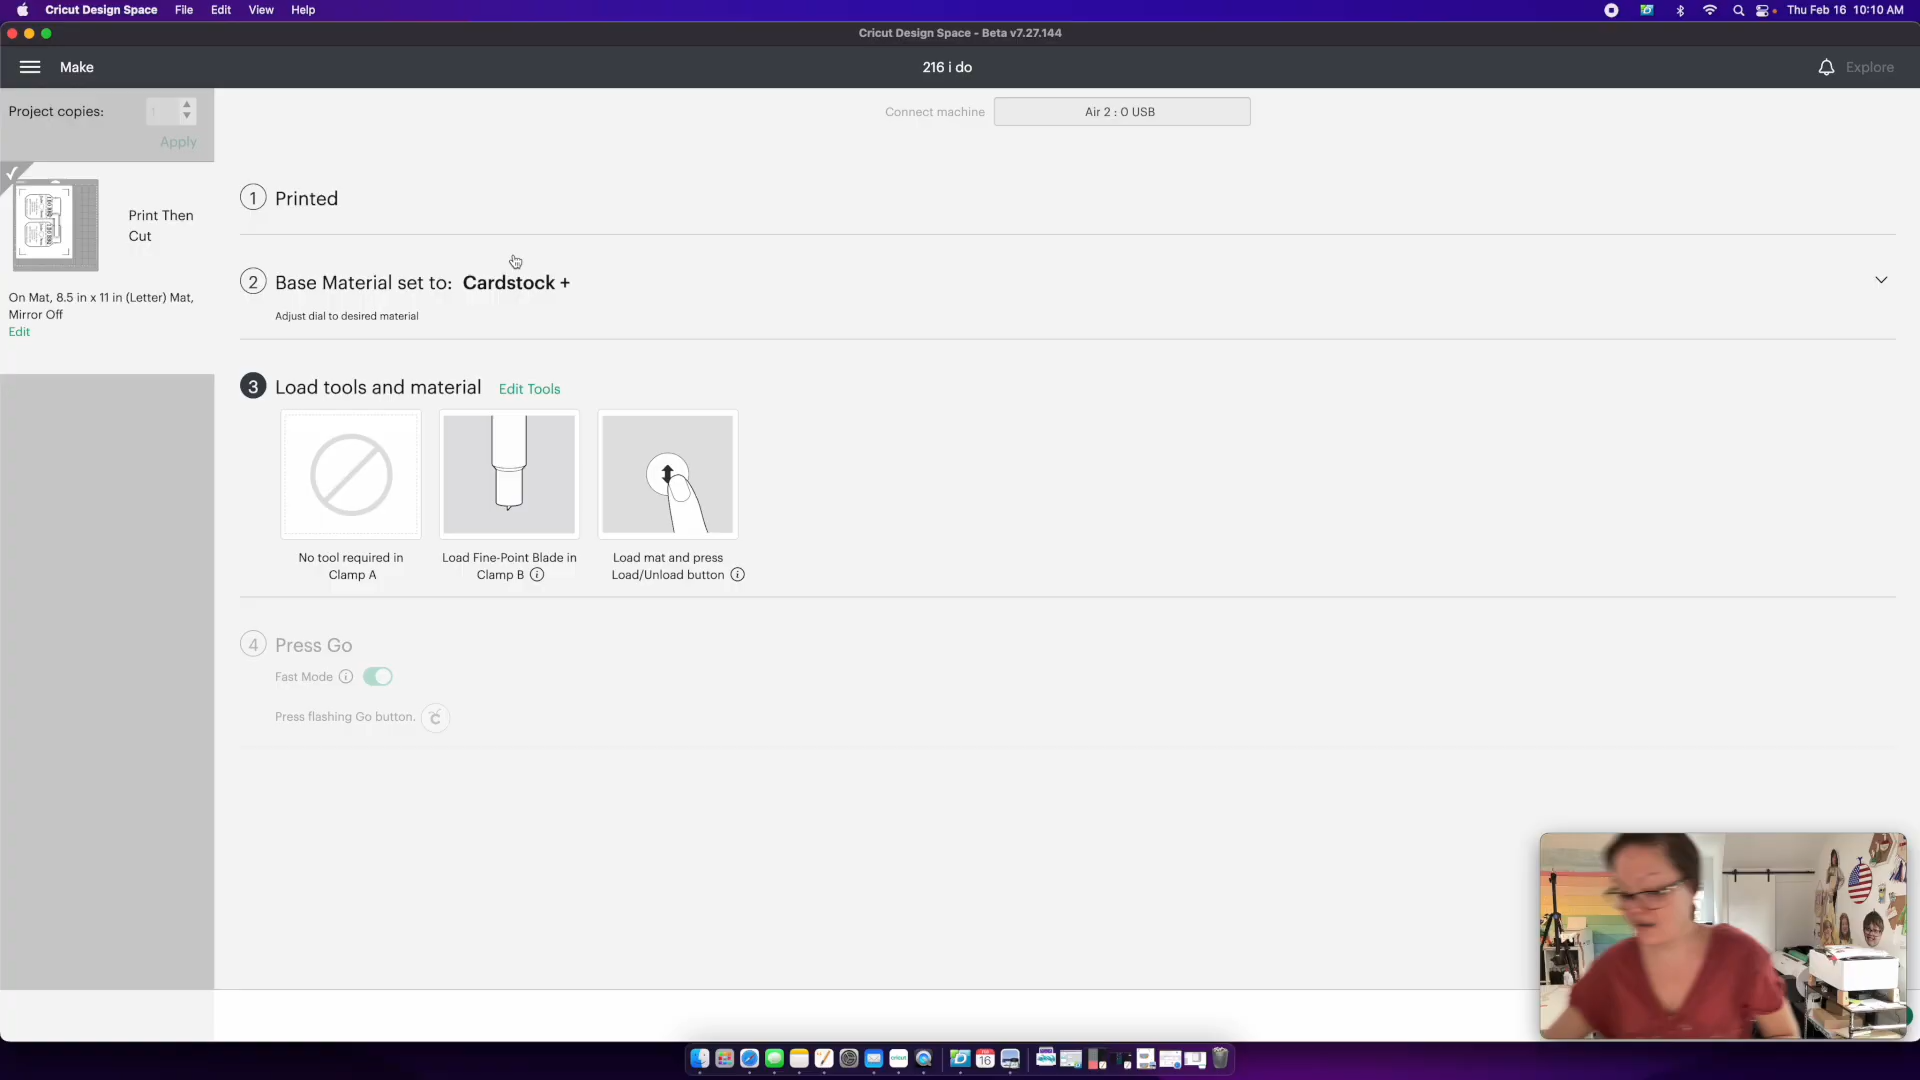 Cricut Design Space File Edit View Help
Thu Feb 16 10:10 AM
Cricut Design Space - Beta v7.27.144
Make
216 i do
Explore
Project copies:
1
Apply
Connect machine
Air 2 : 0 USB
Print Then
Cut
On Mat, 8.5 in x 11 in (Letter) Mat,
Mirror Off
Edit
1 Printed
2 Base Material set to: Cardstock +
Adjust dial to desired material
3 Load tools and material Edit Tools
No tool required in
Clamp A
Load Fine-Point Blade in
Clamp B
Load mat and press
Load/Unload button
4 Press Go
Fast Mode
Press flashing Go button.
16